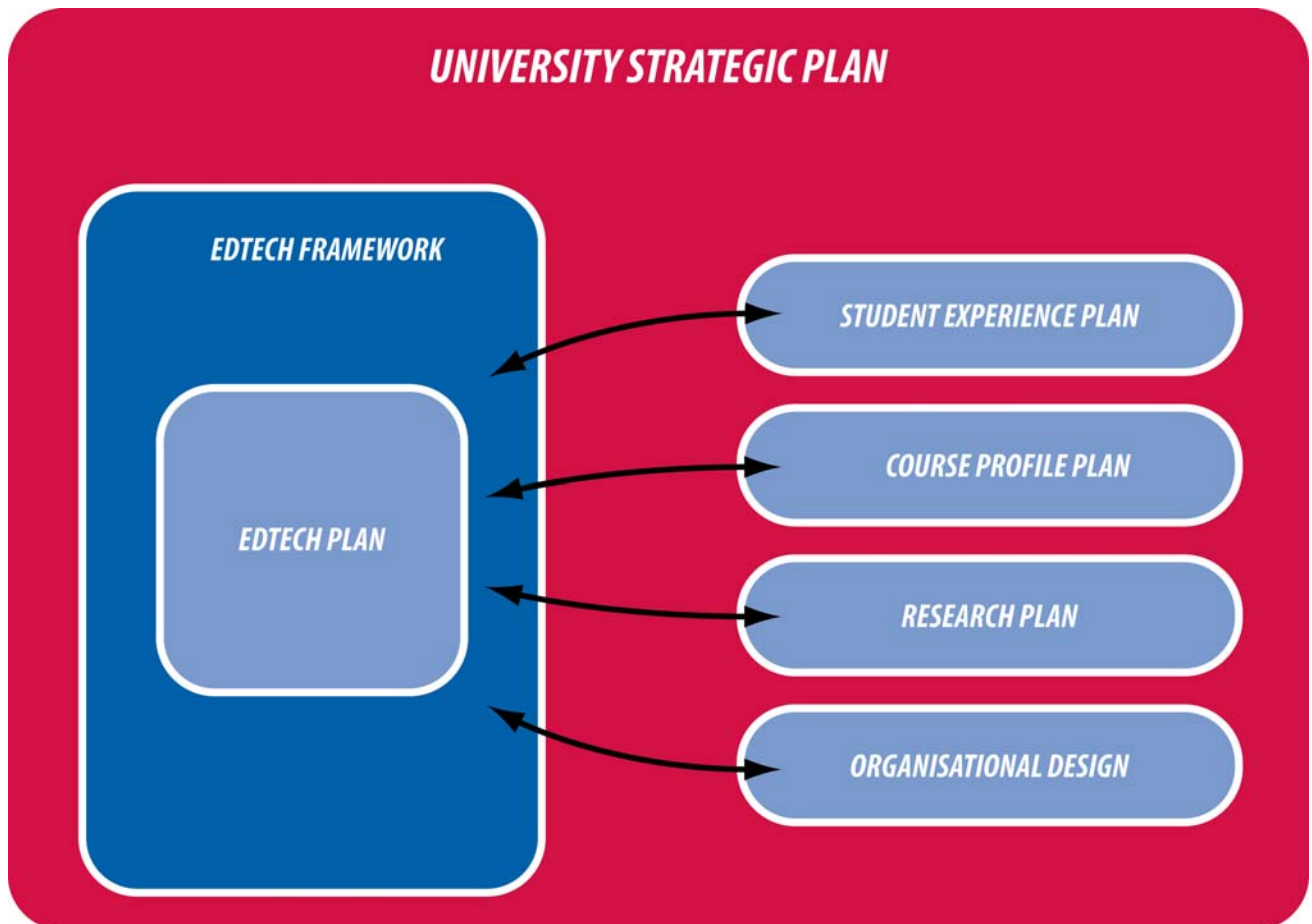 UNIVERSITY STRATEGIC PLAN
EDTECH FRAMEWORK
EDTECH PLAN
STUDENT EXPERIENCE PLAN
COURSE PROFILE PLAN
RESEARCH PLAN
ORGANISATIONAL DESIGN